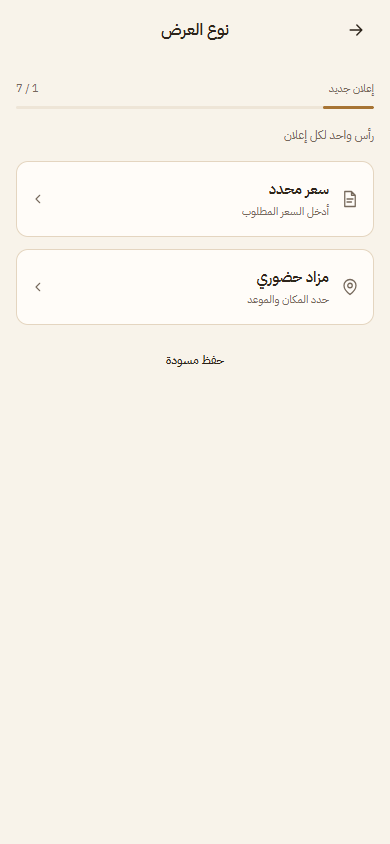 نوع العرض
إعلان جديد
1 / 7
رأس واحد لكل إعلان
سعر محدد
أدخل السعر المطلوب
مزاد حضوري
حدد المكان والموعد
حفظ مسودة